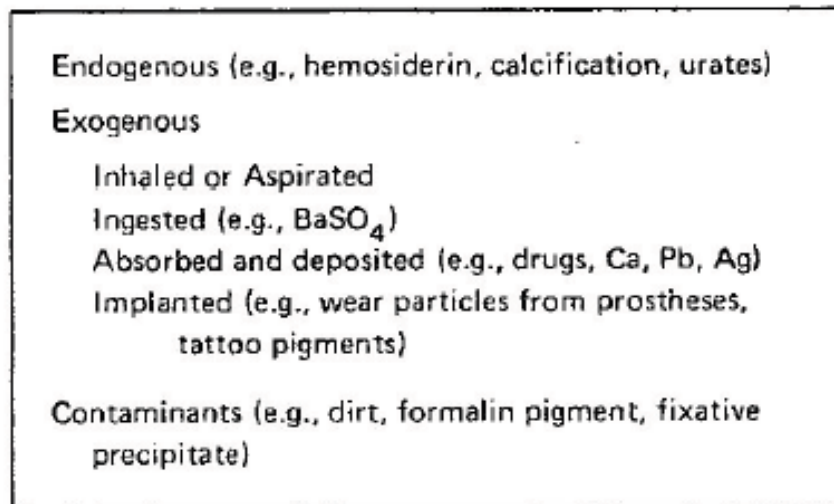 Endogenous (e.g., hemosiderin, calcification, urates)
Exogenous
Inhaled or Aspirated
Ingested (e.g., BaSO₄)
Absorbed and deposited (e.g., drugs, Ca, Pb, Ag)
Implanted (e.g., wear particles from prostheses,
tattoo pigments)
Contaminants (e.g., dirt, formalin pigment, fixative
precipitate)